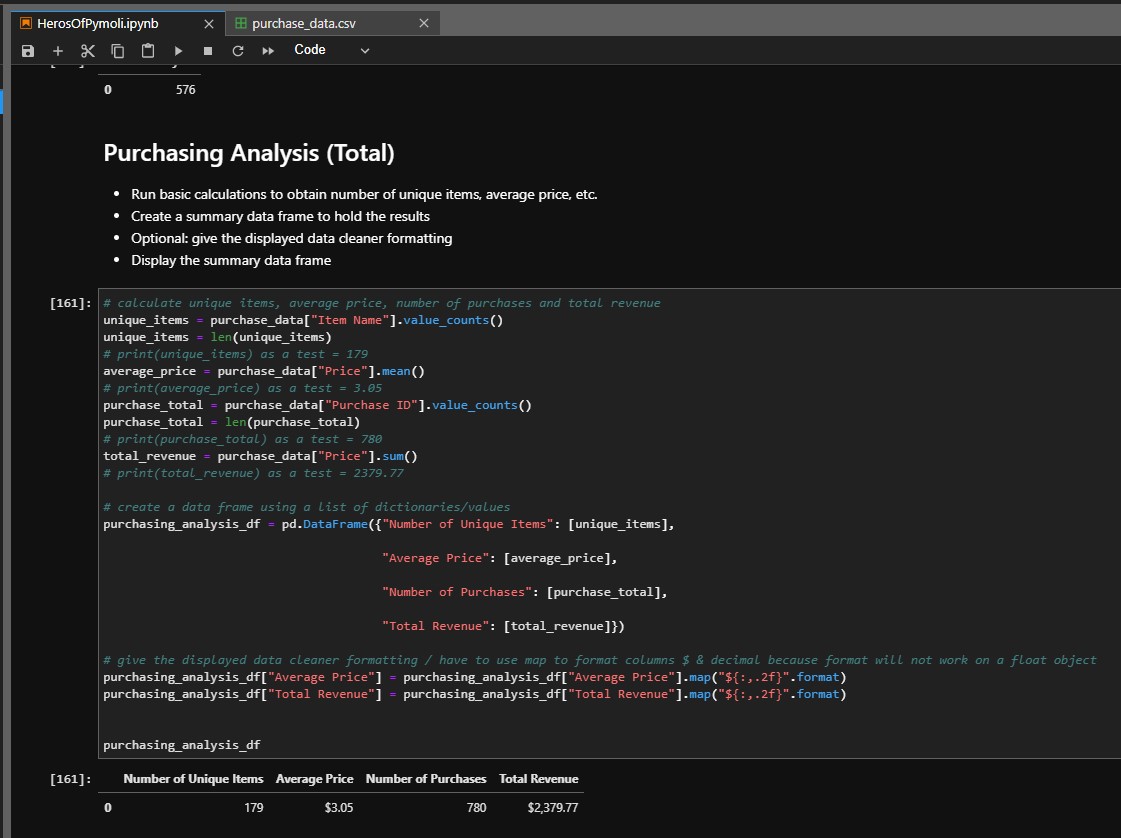 HerosOfPymoli.ipynb
purchase_data.csv
Code
0 576
Purchasing Analysis (Total)
• Run basic calculations to obtain number of unique items, average price, etc.
• Create a summary data frame to hold the results
• Optional: give the displayed data cleaner formatting
• Display the summary data frame
[161]:
# calculate unique items, average price, number of purchases and total revenue
unique_items = purchase_data["Item Name"].value_counts()
unique_items = len(unique_items)
# print(unique_items) as a test = 179
average_price = purchase_data["Price"].mean()
# print(average_price) as a test = 3.05
purchase_total = purchase_data["Purchase ID"].value_counts()
purchase_total = len(purchase_total)
# print(purchase_total) as a test = 780
total_revenue = purchase_data["Price"].sum()
# print(total_revenue) as a test = 2379.77
# create a data frame using a list of dictionaries/values
purchasing_analysis_df = pd.DataFrame({"Number of Unique Items": [unique_items],
"Average Price": [average_price],
"Number of Purchases": [purchase_total],
"Total Revenue": [total_revenue]})
# give the displayed data cleaner formatting / have to use map to format columns $ & decimal because format will not work on a float object
purchasing_analysis_df["Average Price"] = purchasing_analysis_df["Average Price"].map("${:,.2f}".format)
purchasing_analysis_df["Total Revenue"] = purchasing_analysis_df["Total Revenue"].map("${:,.2f}".format)
purchasing_analysis_df
[161]:
Number of Unique Items Average Price Number of Purchases Total Revenue
0 179 $3.05 780 $2,379.77